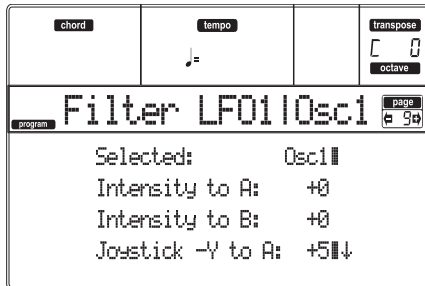 chord tempo transpose
♩= C 0
octave
program Filter LFO1|Osc1 page 9
Selected: Osc1
Intensity to A: +0
Intensity to B: +0
Joystick -Y to A: +5↓